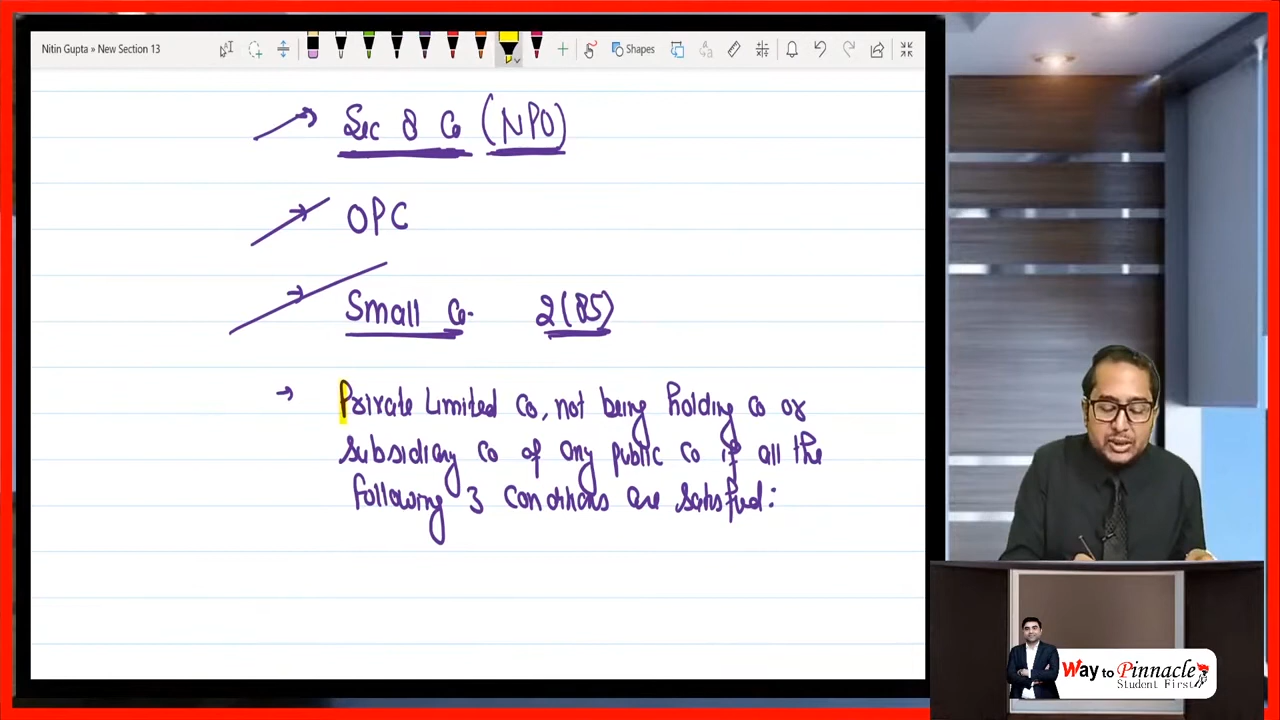 Nitin Gupta » New Section 13
Shapes
Sec 8 Co (NPO)
OPC
Small Co. 2(85)
→ Private Limited Co, not being holding Co or
subsidiary Co of any public Co if all the
following 3 conditions are satisfied:
Way to Pinnacle
Student First